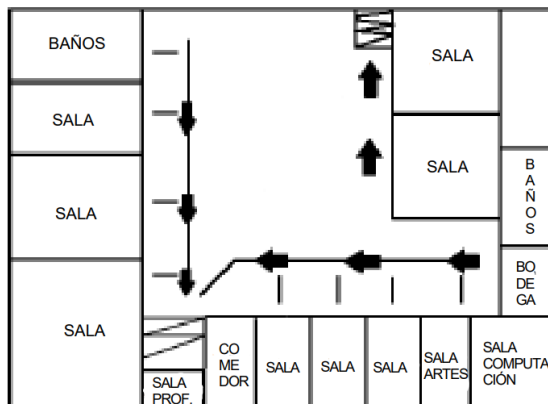 BAÑOS
SALA
SALA
SALA
SALA
SALA
B
A
Ñ
O
S
BO,
DE
GA
SALA
PROF.
CO
ME
DOR
SALA
SALA
SALA
SALA
ARTES
SALA
COMPUTA
CIÓN